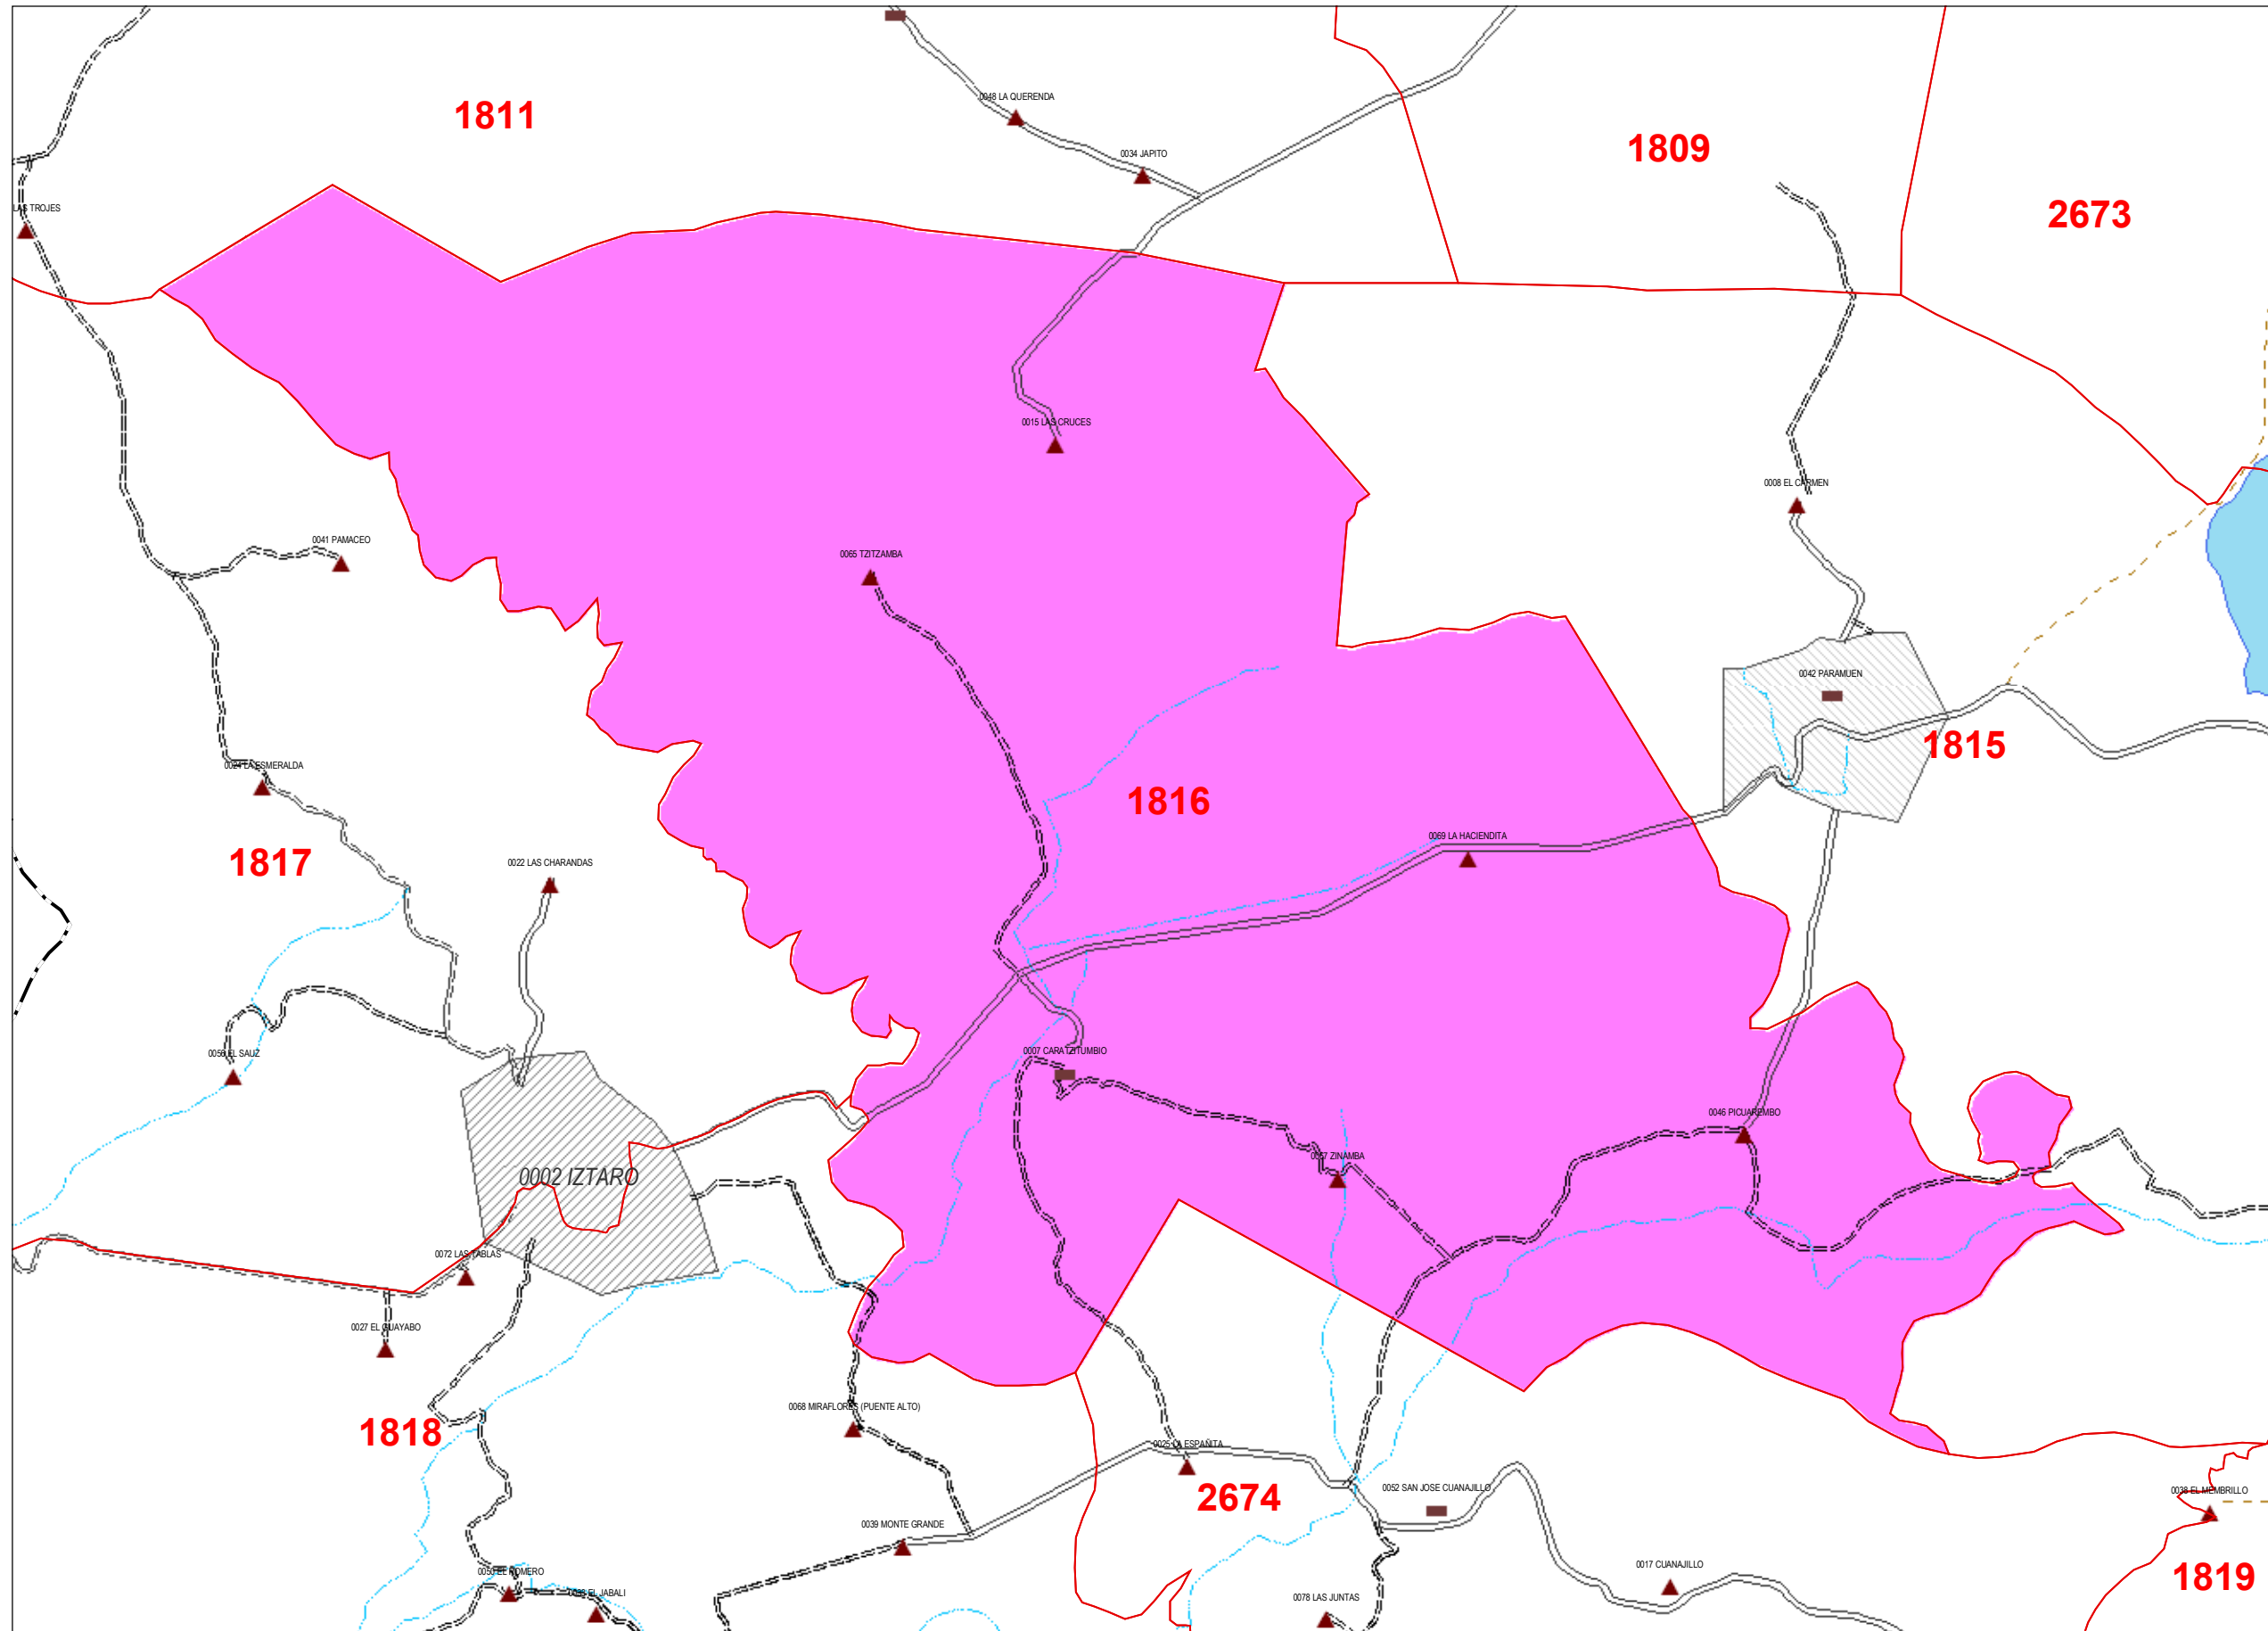 0048 LA QUERENDA
1811
1809
0034 JAPITO
LAS TROJES
2673
0015 LAS CRUCES
0008 EL CARMEN
0041 PAMACEO
0065 TZITZAMBA
0042 PARAMUEN
1815
0024 LA ESMERALDA
1816
0069 LA HACIENDITA
1817
0022 LAS CHARANDAS
0007 CARATZITUMBIO
EL SAUZ
0046 PICUAREMBO
ZINAMBA
0002 IZTARO
0072 LAS TABLAS
0027 EL GUAYABO
0068 MIRAFLORES (PUENTE ALTO)
1818
0025 LA ESPAÑITA
2674
0052 SAN JOSE CUANAJILLO
0038 EL MEMBRILLO
0039 MONTE GRANDE
0017 CUANAJILLO
1819
0050 EL ROMERO
EL JABALI
0078 LAS JUNTAS